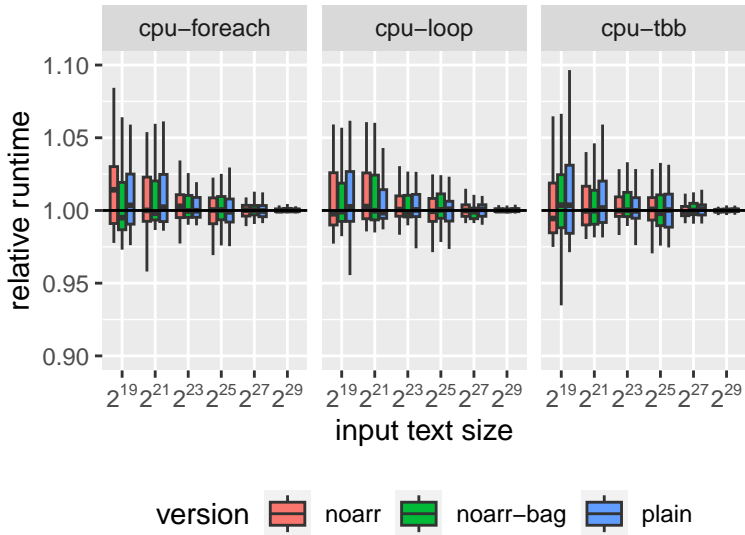 cpu−foreach cpu−loop cpu−tbb
1.10
1.05
1.00
0.95
0.90
relative runtime
2^19 2^21 2^23 2^25 2^27 2^29 2^19 2^21 2^23 2^25 2^27 2^29 2^19 2^21 2^23 2^25 2^27 2^29
input text size
version noarr noarr−bag plain